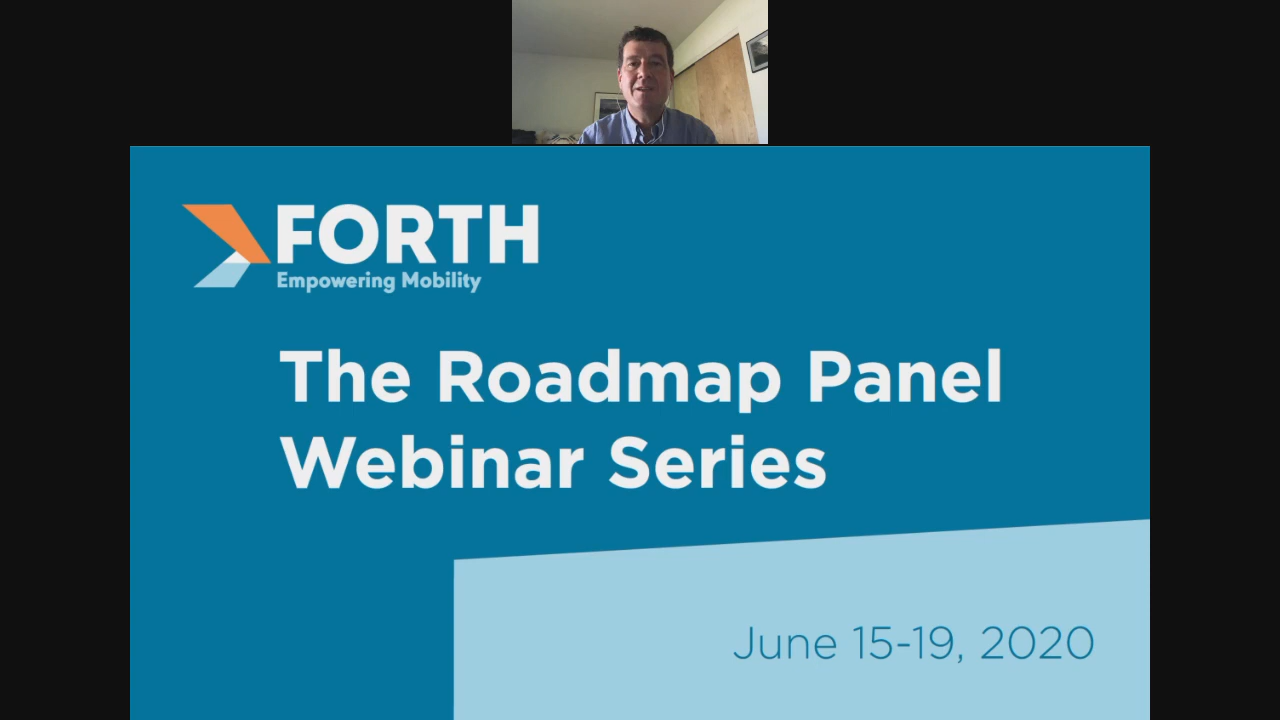 FORTH
Empowering Mobility
The Roadmap Panel
Webinar Series
June 15-19, 2020